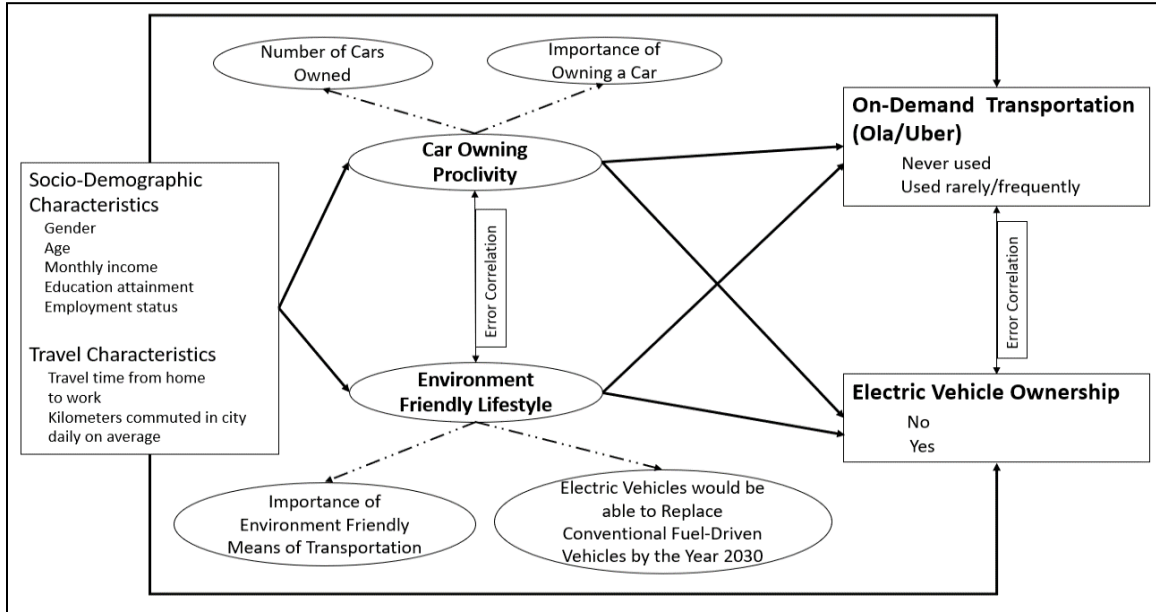 Number of Cars
Owned
Importance of
Owning a Car
Car Owning
Proclivity
On-Demand Transportation
(Ola/Uber)
Never used
Used rarely/frequently
Socio-Demographic
Characteristics
Gender
Age
Monthly income
Education attainment
Employment status
Travel Characteristics
Travel time from home
to work
Kilometers commuted in city
daily on average
Error Correlation
Error Correlation
Environment
Friendly Lifestyle
Electric Vehicle Ownership
No
Yes
Importance of
Environment Friendly
Means of Transportation
Electric Vehicles would be
able to Replace
Conventional Fuel-Driven
Vehicles by the Year 2030